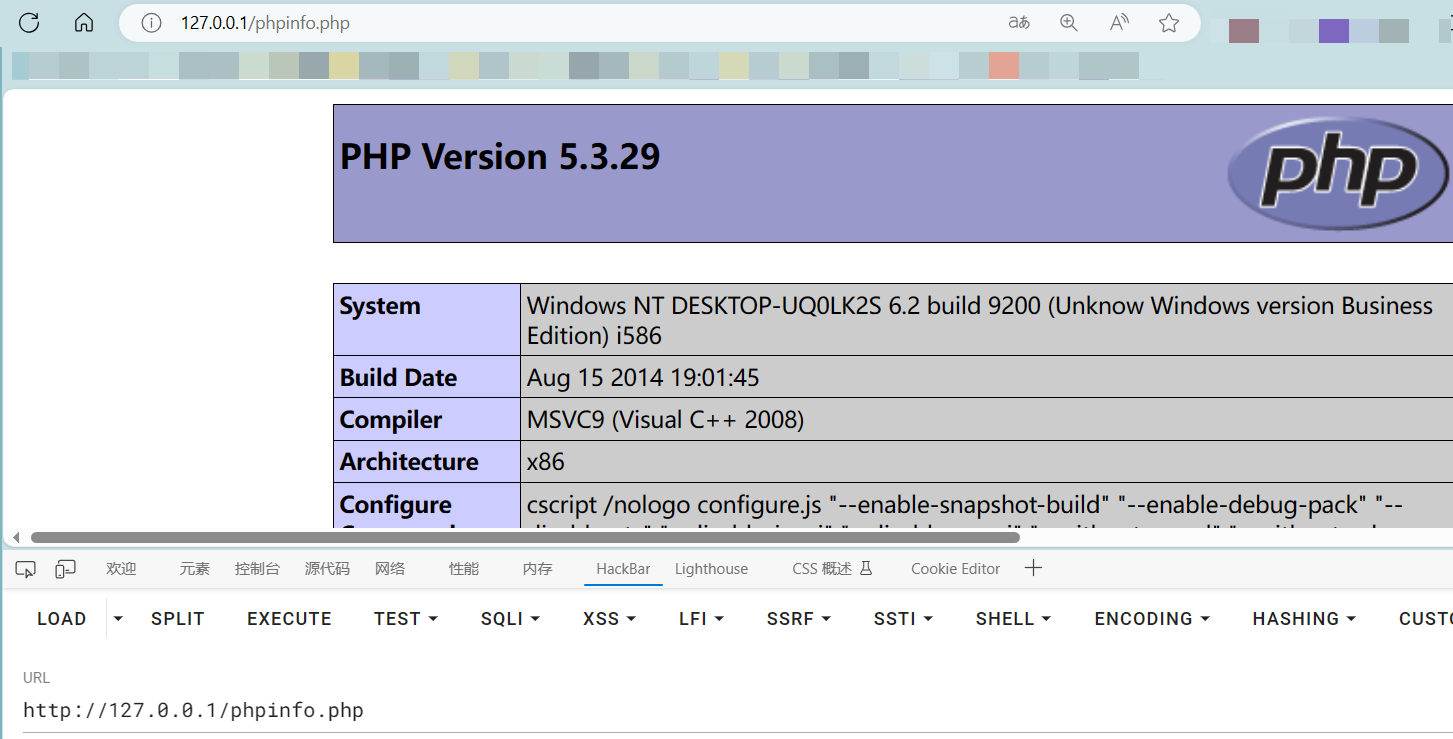 127.0.0.1/phpinfo.php
aあ
A
PHP Version 5.3.29
php
System
Windows NT DESKTOP-UQ0LK2S 6.2 build 9200 (Unknow Windows version Business
Edition) i586
Build Date
Aug 15 2014 19:01:45
Compiler
MSVC9 (Visual C++ 2008)
Architecture
x86
Configure
cscript /nologo configure.js "--enable-snapshot-build" "--enable-debug-pack" "--
欢迎 元素 控制台 源代码 网络 性能 内存 HackBar Lighthouse CSS 概述 Cookie Editor
LOAD SPLIT EXECUTE TEST SQLI XSS LFI SSRF SSTI SHELL ENCODING HASHING CUSTO
URL
http://127.0.0.1/phpinfo.php